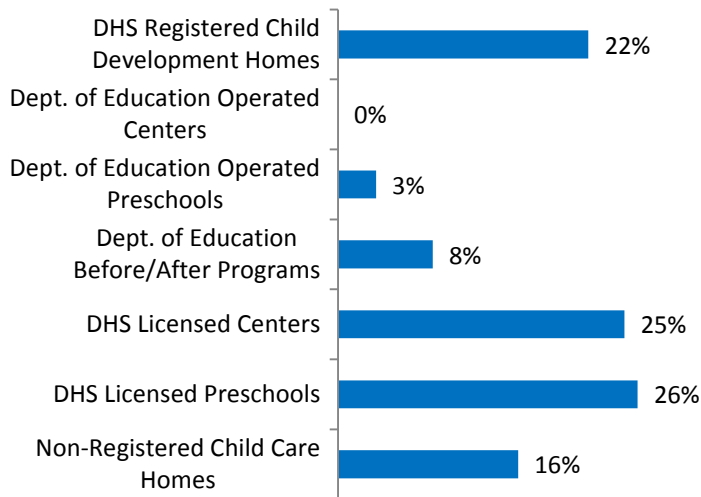 DHS Registered Child
Development Homes
22%
Dept. of Education Operated
Centers
0%
Dept. of Education Operated
Preschools
3%
Dept. of Education
Before/After Programs
8%
DHS Licensed Centers
25%
DHS Licensed Preschools
26%
Non-Registered Child Care
Homes
16%